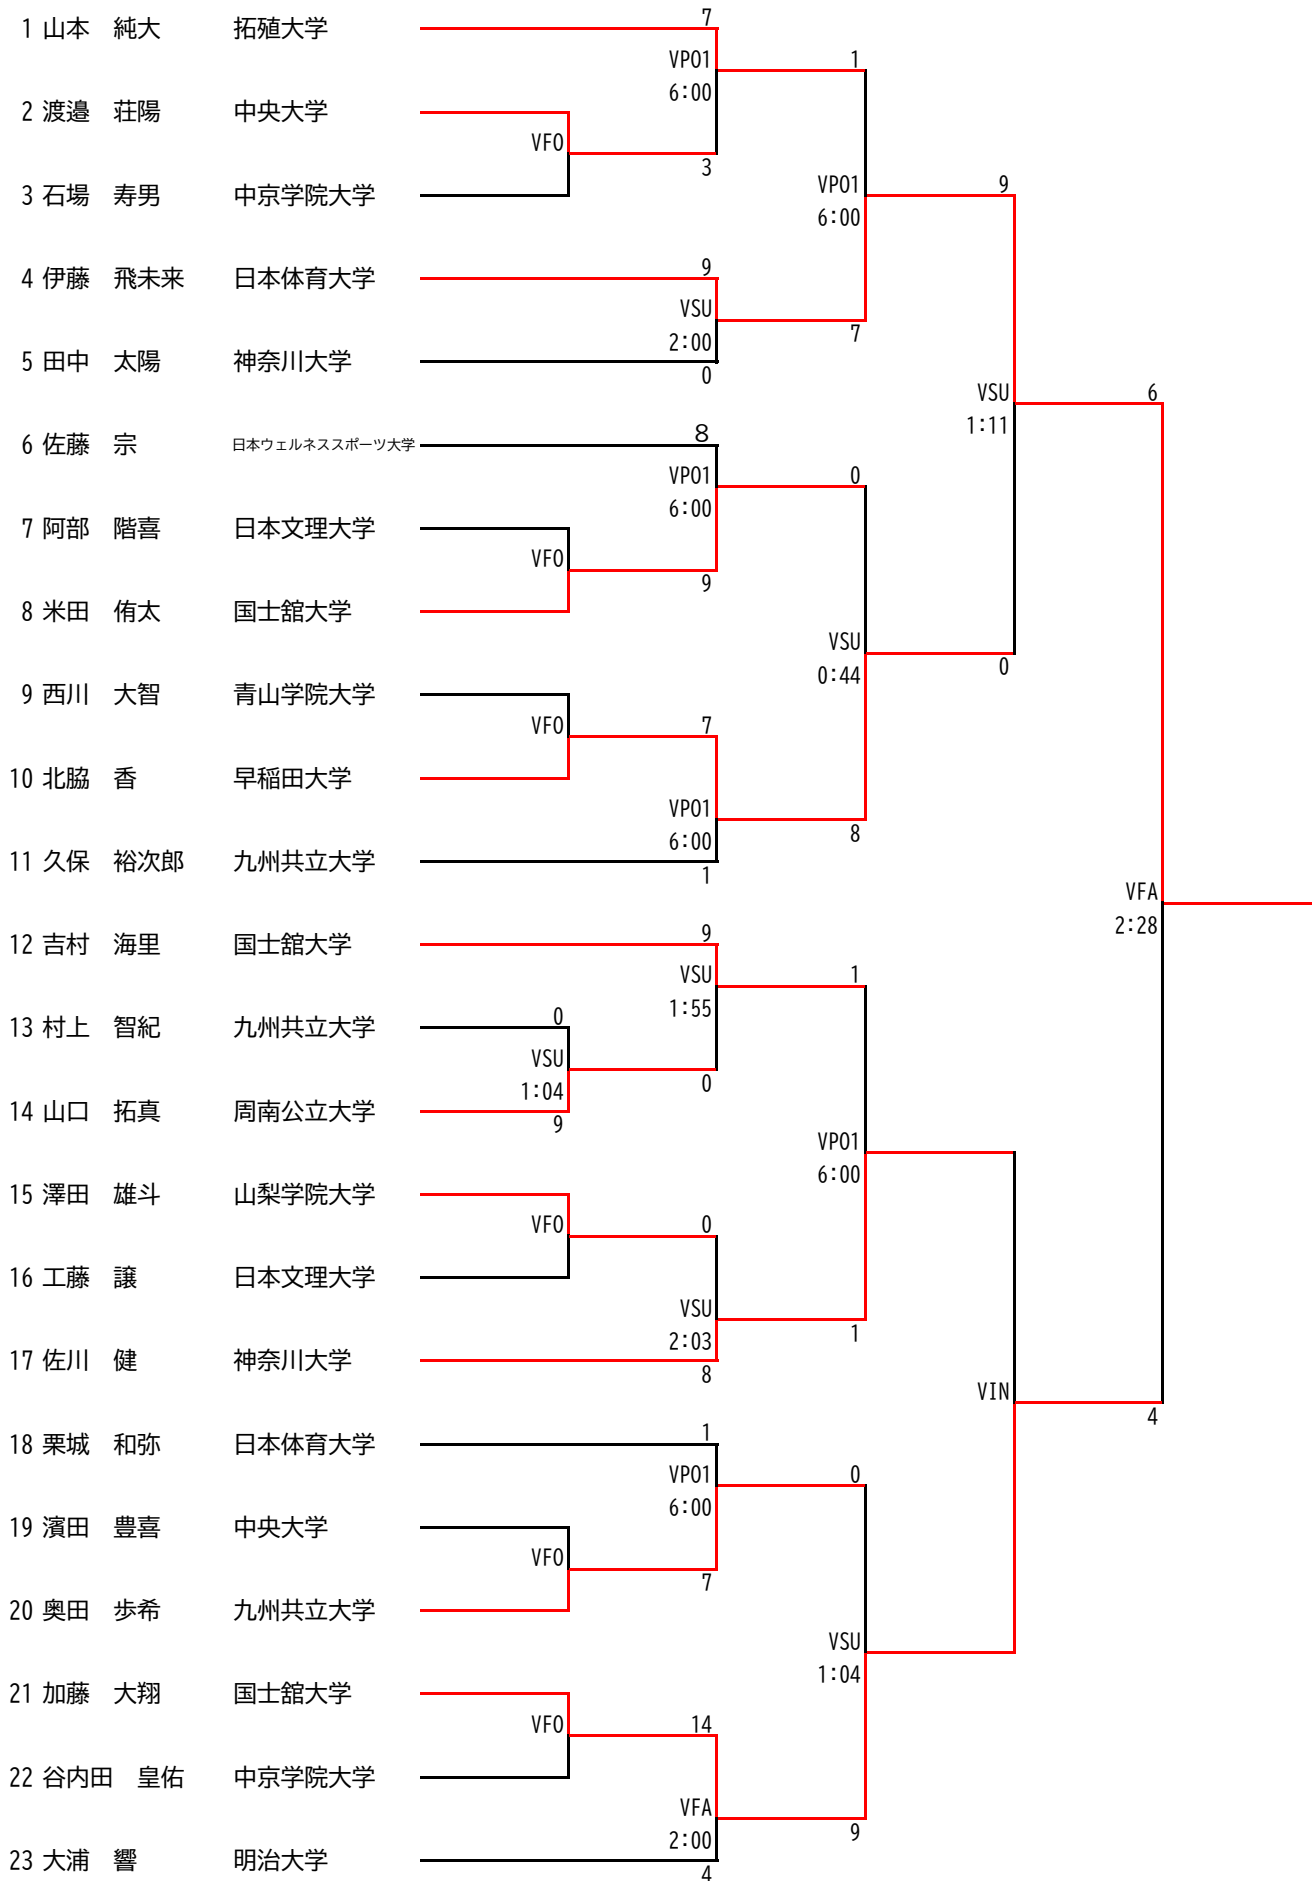 7
1 山本 純大 拓殖大学
VPO1 1
6:00
2 渡邉 荘陽 中央大学
VFO
3
VPO1 9
3 石場 寿男 中京学院大学
6:00
9
4 伊藤 飛未来 日本体育大学
VSU
7
2:00
5 田中 太陽 神奈川大学
0
VSU 6
1:11
8
6 佐藤 宗 日本ウェルネススポーツ大学
VPO1 0
6:00
7 阿部 階喜 日本文理大学
VFO
9
8 米田 侑太 国士舘大学
VSU
0
0:44
9 西川 大智 青山学院大学
VFO 7
10 北脇 香 早稲田大学
VPO1
8
6:00
11 久保 裕次郎 九州共立大学
1
VFA
2:28
9
12 吉村 海里 国士舘大学
VSU 1
1:55
0
13 村上 智紀 九州共立大学
VSU
0
1:04
14 山口 拓真 周南公立大学
9
VPO1
6:00
15 澤田 雄斗 山梨学院大学
VFO 0
16 工藤 譲 日本文理大学
VSU
1
2:03
17 佐川 健 神奈川大学
8
VIN
4
1
18 栗城 和弥 日本体育大学
VPO1 0
6:00
19 濱田 豊喜 中央大学
VFO
7
20 奥田 歩希 九州共立大学
VSU
1:04
21 加藤 大翔 国士舘大学
VFO 14
22 谷内田 皇佑 中京学院大学
VFA
9
2:00
23 大浦 響 明治大学
4